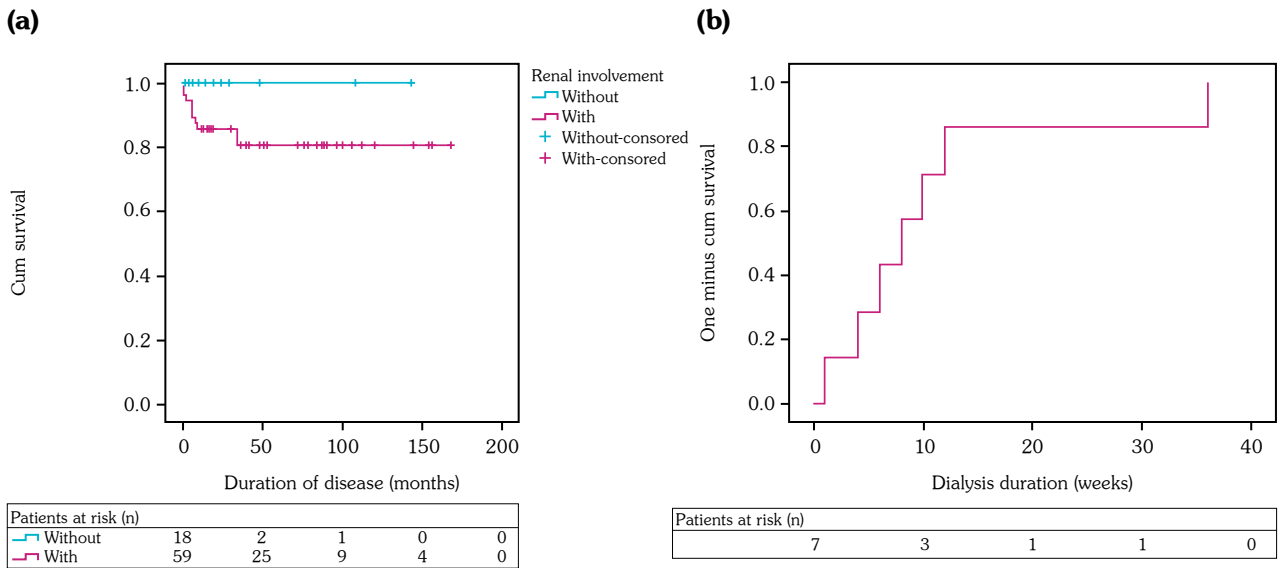 (a)
Cum survival
1.0
0.8
0.6
0.4
0.2
0.0
0 50 100 150 200
Duration of disease (months)
Renal involvement
Without
With
Without-consored
With-consored
Patients at risk (n)
Without 18 2 1 0 0
With 59 25 9 4 0
(b)
One minus cum survival
1.0
0.8
0.6
0.4
0.2
0.0
0 10 20 30 40
Dialysis duration (weeks)
Patients at risk (n)
7 3 1 1 0